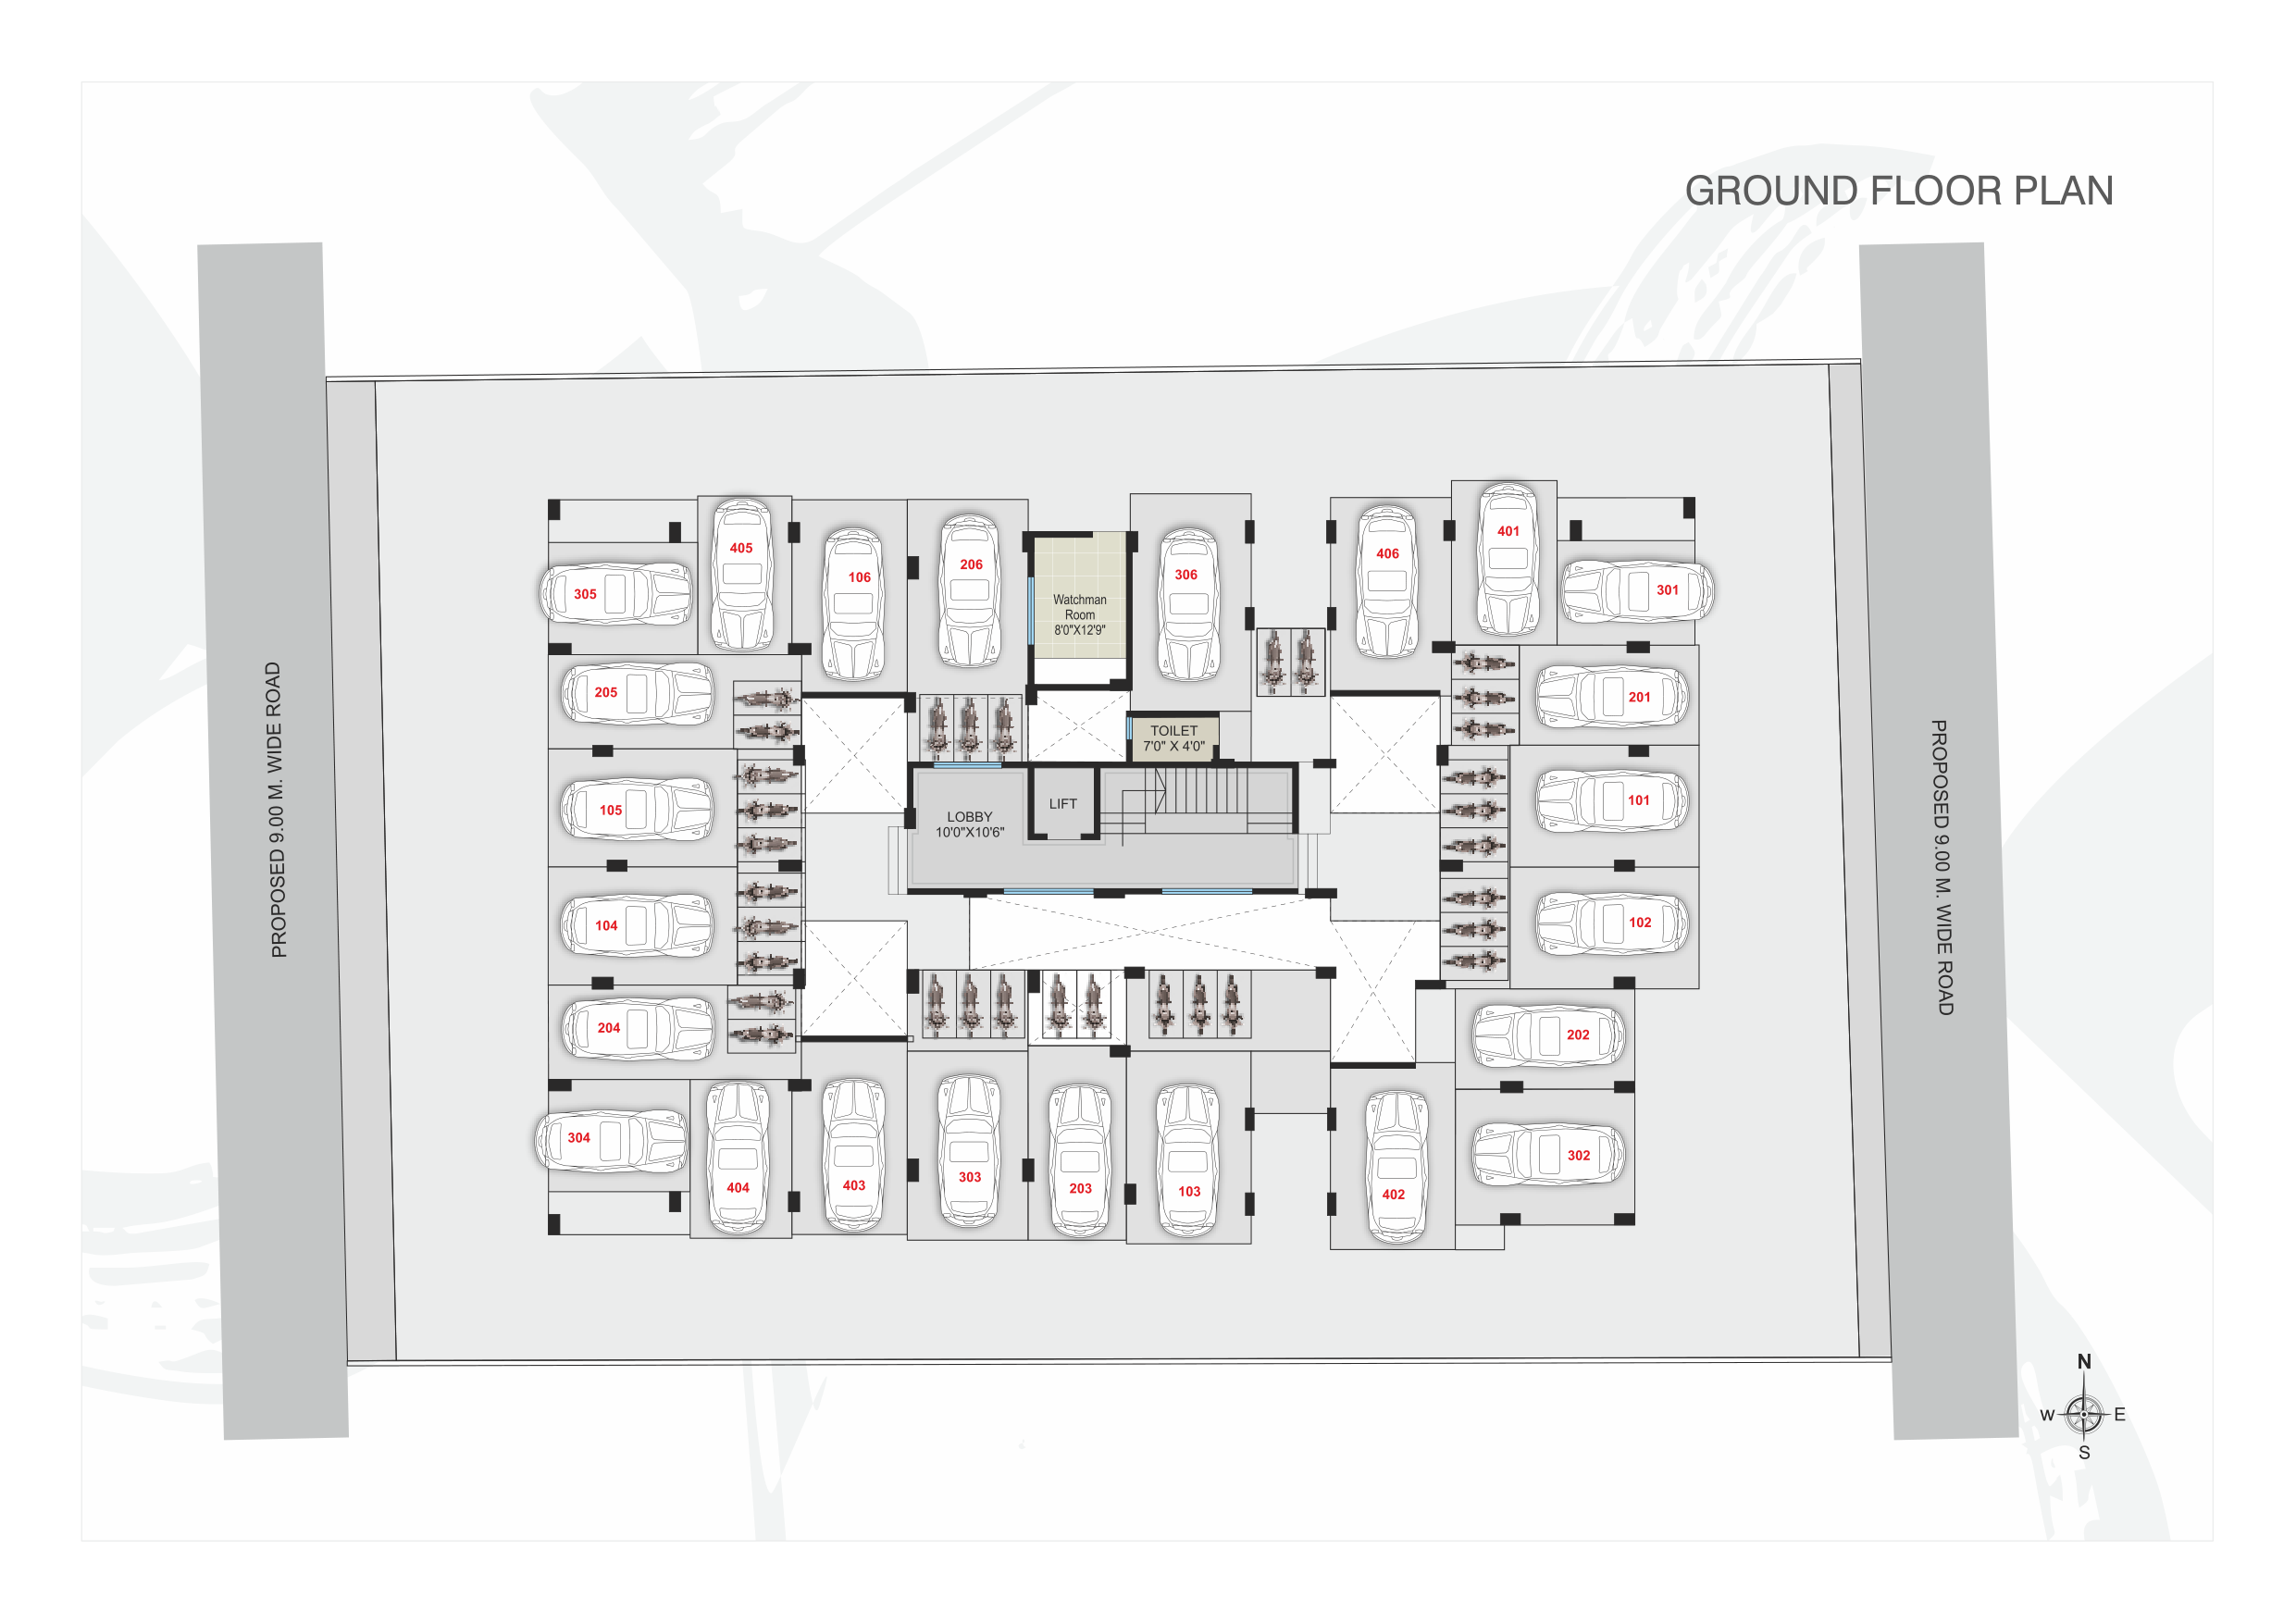 GROUND FLOOR PLAN
PROPOSED 9.00 M. WIDE ROAD
PROPOSED 9.00 M. WIDE ROAD
405
106
206
306
406
401
305
301
Watchman
Room
8'0"X12'9"
205
201
TOILET
7'0" X 4'0"
105
LOBBY
10'0"X10'6"
LIFT
101
104
102
204
202
304
404
403
303
203
103
402
302
N
W
E
S